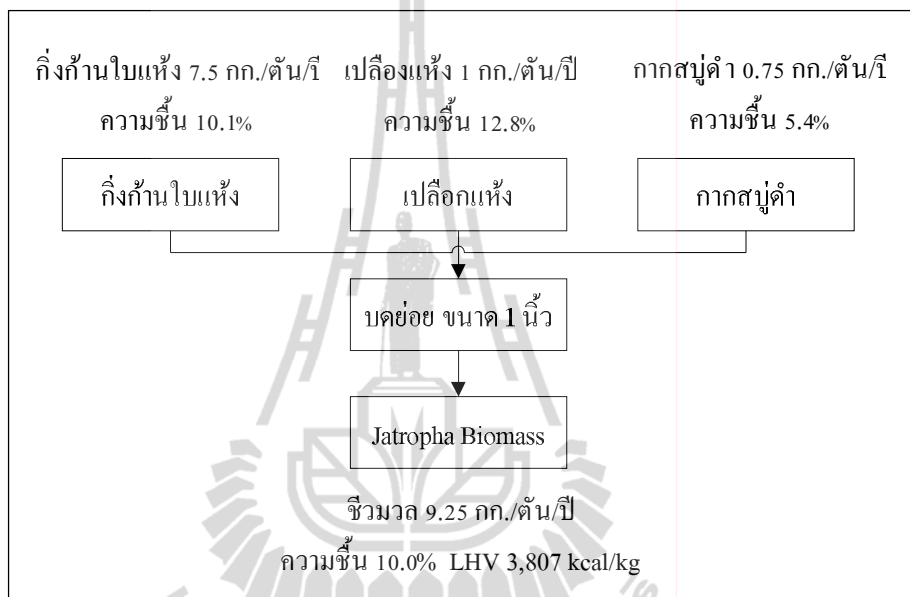 กิ่งก้านใบแห้ง 7.5 กก./ตัน/ปี เปลืองแห้ง 1 กก./ตัน/ปี กากสบู่ดำ 0.75 กก./ตัน/ปี
ความชื้น 10.1% ความชื้น 12.8% ความชื้น 5.4%
กิ่งก้านใบแห้ง เปลือกแห้ง กากสบู่ดำ
บดย่อย ขนาด 1 นิ้ว
Jatropha Biomass
ชีวมวล 9.25 กก./ตัน/ปี
ความชื้น 10.0% LHV 3,807 kcal/kg